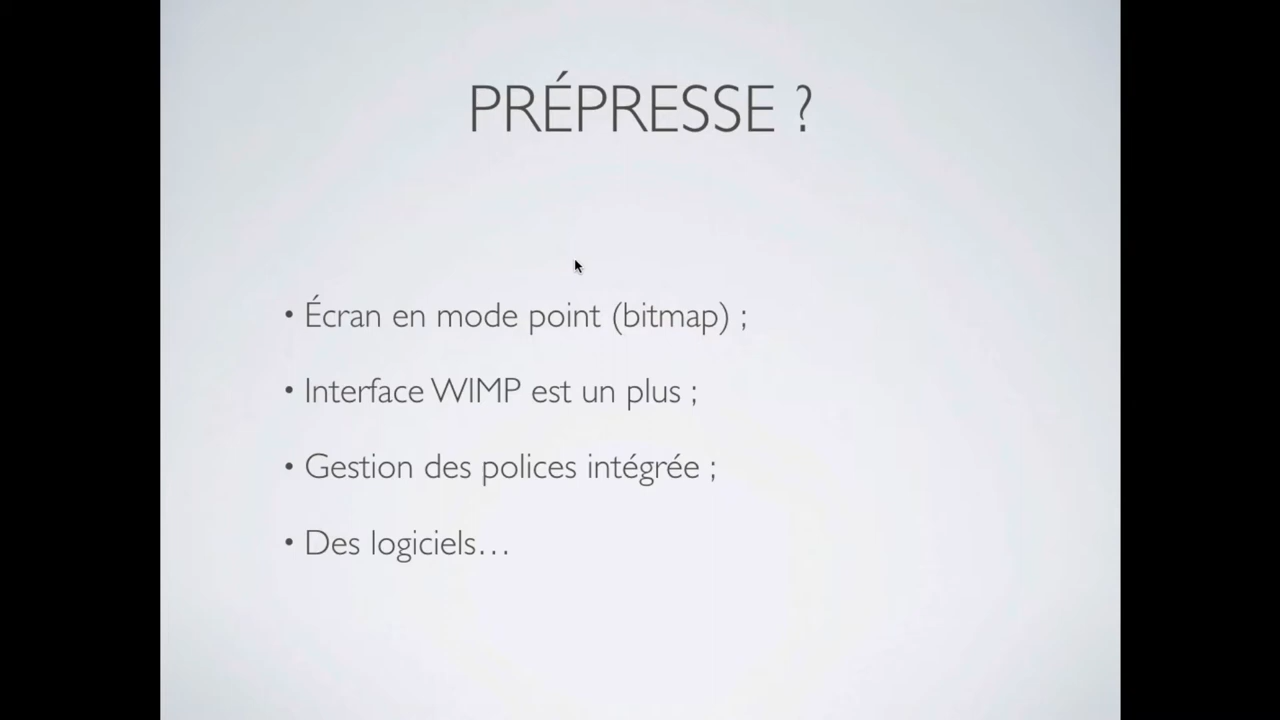 PRÉPRESSE ?
• Écran en mode point (bitmap) ;
• Interface WIMP est un plus ;
• Gestion des polices intégrée ;
• Des logiciels…